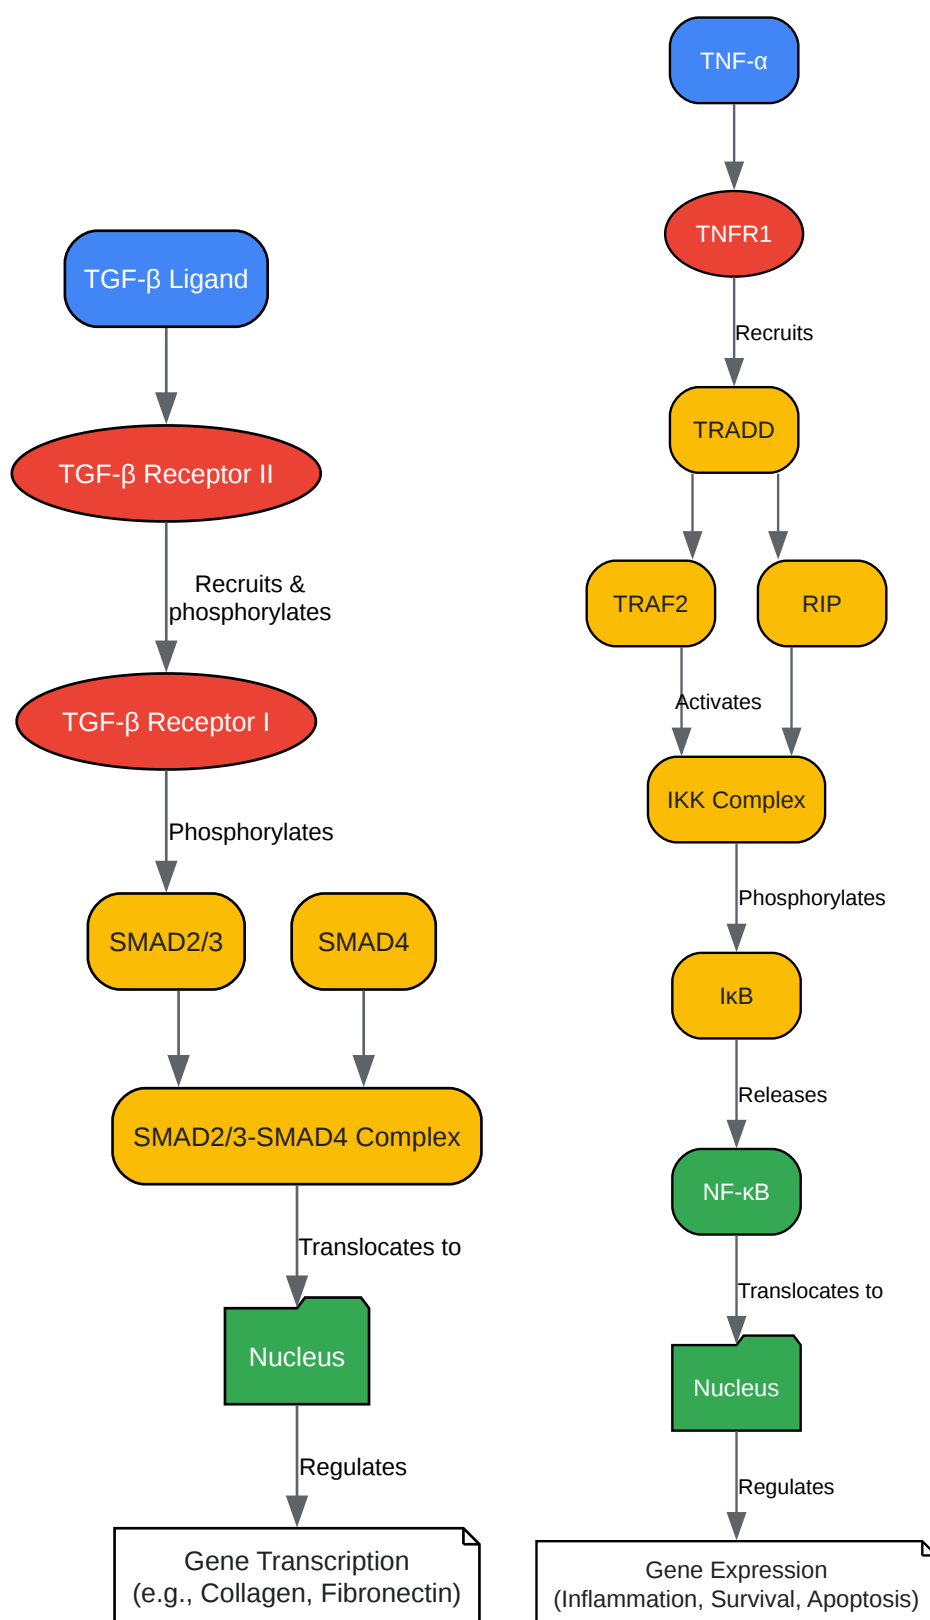 TGF-β Ligand
TGF-β Receptor II
Recruits &
phosphorylates
TGF-β Receptor I
Phosphorylates
SMAD2/3
SMAD4
SMAD2/3-SMAD4 Complex
Translocates to
Nucleus
Regulates
Gene Transcription
(e.g., Collagen, Fibronectin)
TNF-α
TNFR1
Recruits
TRADD
TRAF2
RIP
Activates
IKK Complex
Phosphorylates
IκB
Releases
NF-κB
Translocates to
Nucleus
Regulates
Gene Expression
(Inflammation, Survival, Apoptosis)